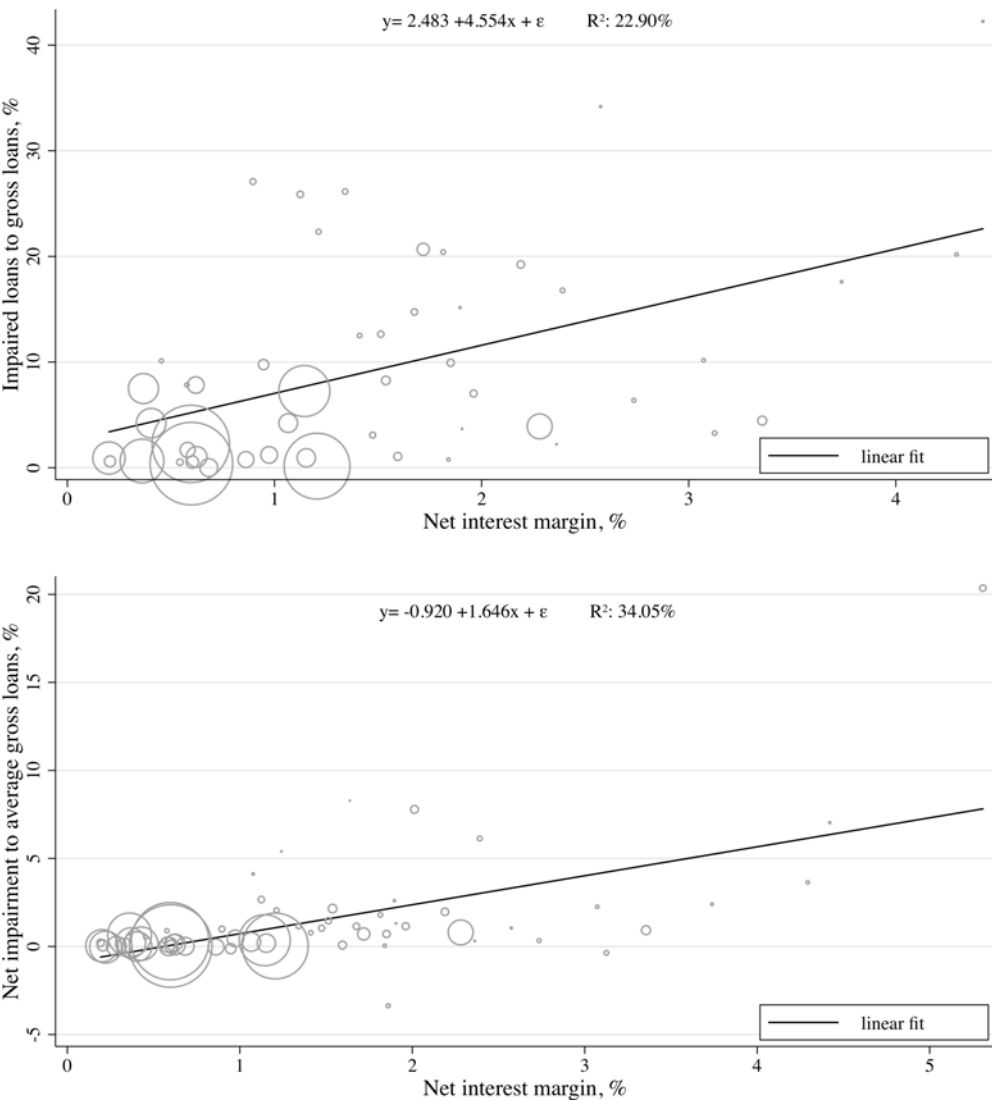 y= 2.483 +4.554x + ε R²: 22.90%
Impaired loans to gross loans, %
40
30
20
10
0
linear fit
0 1 2 3 4
Net interest margin, %
y= -0.920 +1.646x + ε R²: 34.05%
Net impairment to average gross loans, %
20
15
10
5
0
-5
linear fit
0 1 2 3 4 5
Net interest margin, %